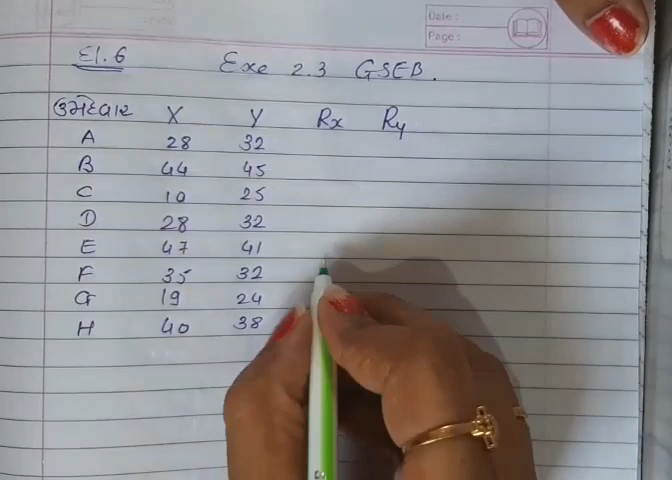 દા.6 Exe 2.3 GSEB.
Date :
Page :
ઉમેદવાર X Y Rx Ry
A 28 32
B 44 45
C 10 25
D 28 32
E 47 41
F 35 32
G 19 24
H 40 38